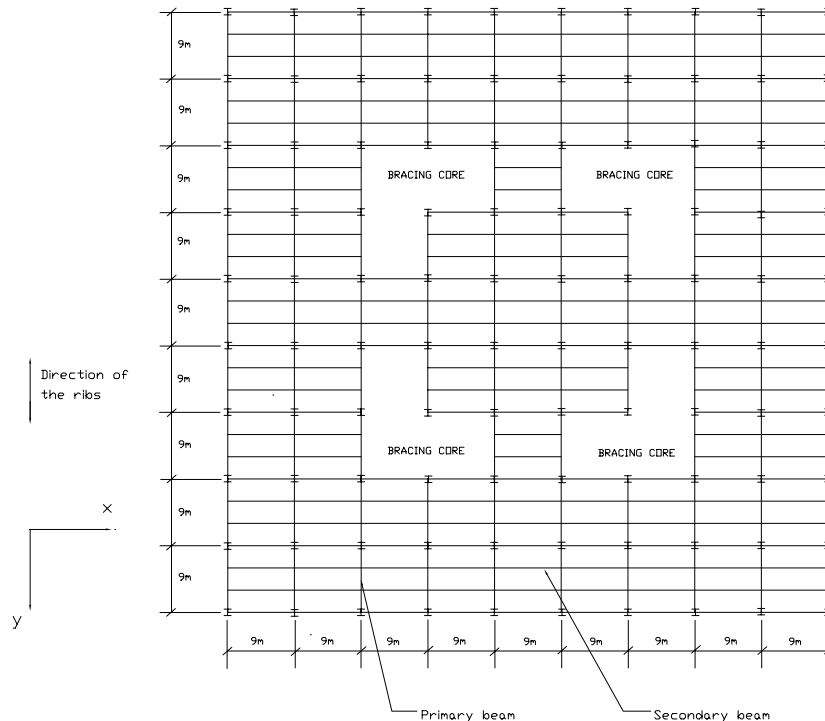 9m
9m
9m
BRACING CORE BRACING CORE
9m
9m
Direction of
the ribs
9m
9m
BRACING CORE BRACING CORE
x
9m
9m
y
9m 9m 9m 9m 9m 9m 9m 9m 9m
Primary beam Secondary beam